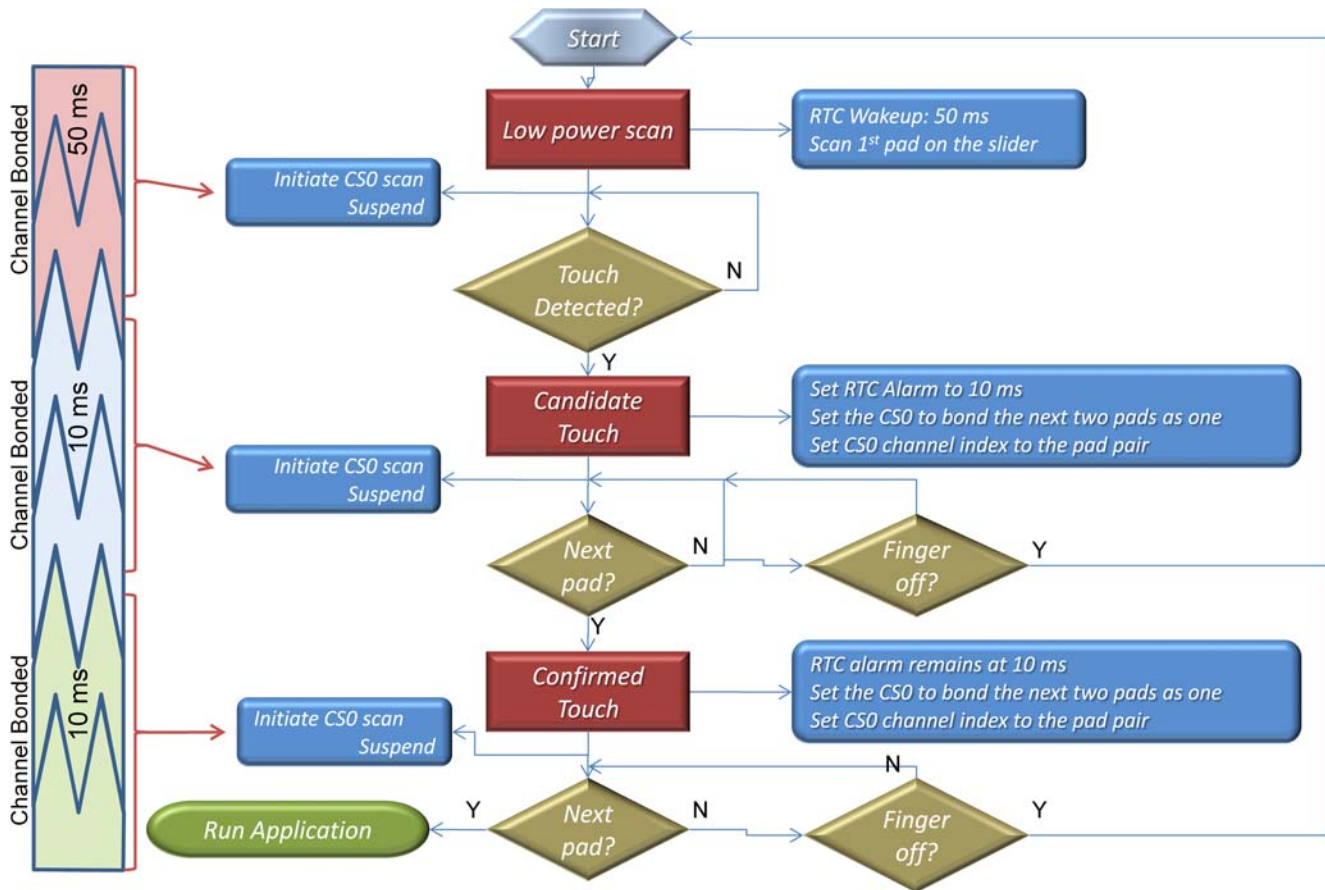 Start
Channel Bonded
50 ms
Low power scan
RTC Wakeup: 50 ms
Scan 1st pad on the slider
Initiate CS0 scan
Suspend
Touch
Detected?
N
Y
Channel Bonded
10 ms
Candidate
Touch
Set RTC Alarm to 10 ms
Set the CS0 to bond the next two pads as one
Set CS0 channel index to the pad pair
Initiate CS0 scan
Suspend
Next
pad?
N
Finger
off?
Y
Y
Channel Bonded
10 ms
Confirmed
Touch
RTC alarm remains at 10 ms
Set the CS0 to bond the next two pads as one
Set CS0 channel index to the pad pair
Initiate CS0 scan
Suspend
N
Run Application
Y
Next
pad?
N
Finger
off?
Y